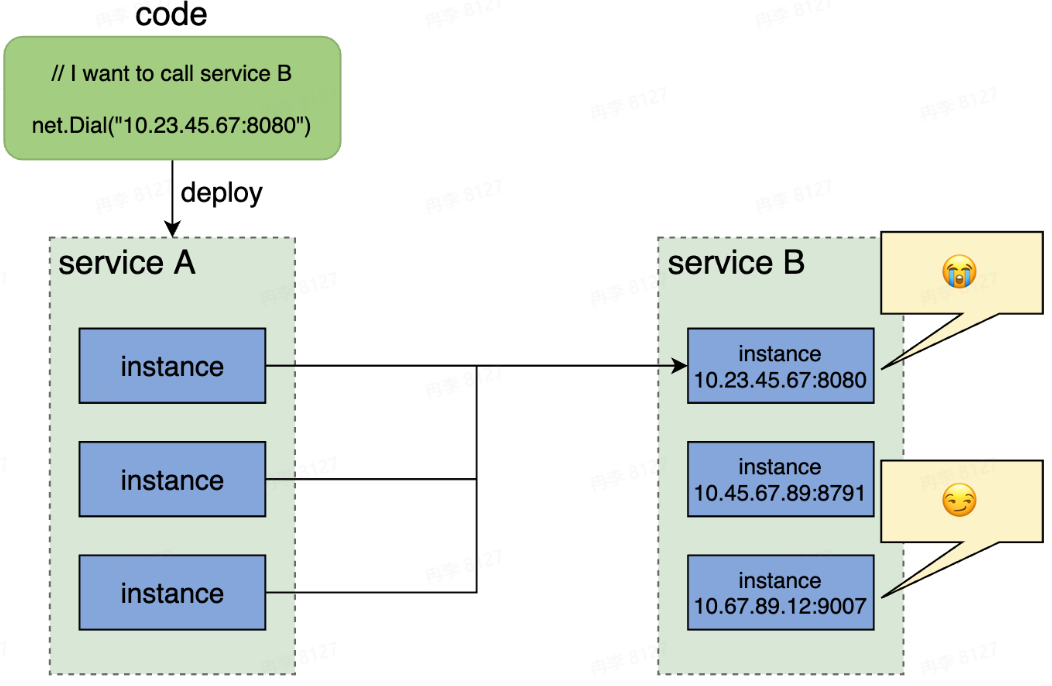 code
// I want to call service B
net.Dial("10.23.45.67:8080")
deploy
service A
instance
instance
instance
service B
instance
10.23.45.67:8080
instance
10.45.67.89:8791
instance
10.67.89.12:9007
冉李 8127